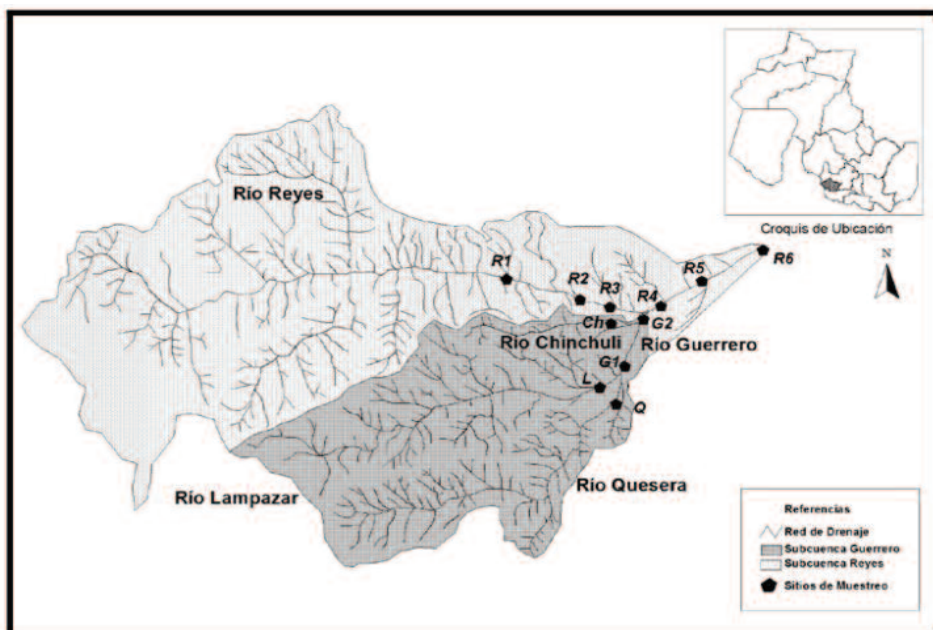 Croquis de Ubicación
N
Río Reyes
R1
R2
R3
R4
R5
R6
Ch
G2
Río Chinchuli
Río Guerrero
G1
L
Q
Río Lampazar
Río Quesera
Referencias
Red de Drenaje
Subcuenca Guerrero
Subcuenca Reyes
Sitios de Muestreo